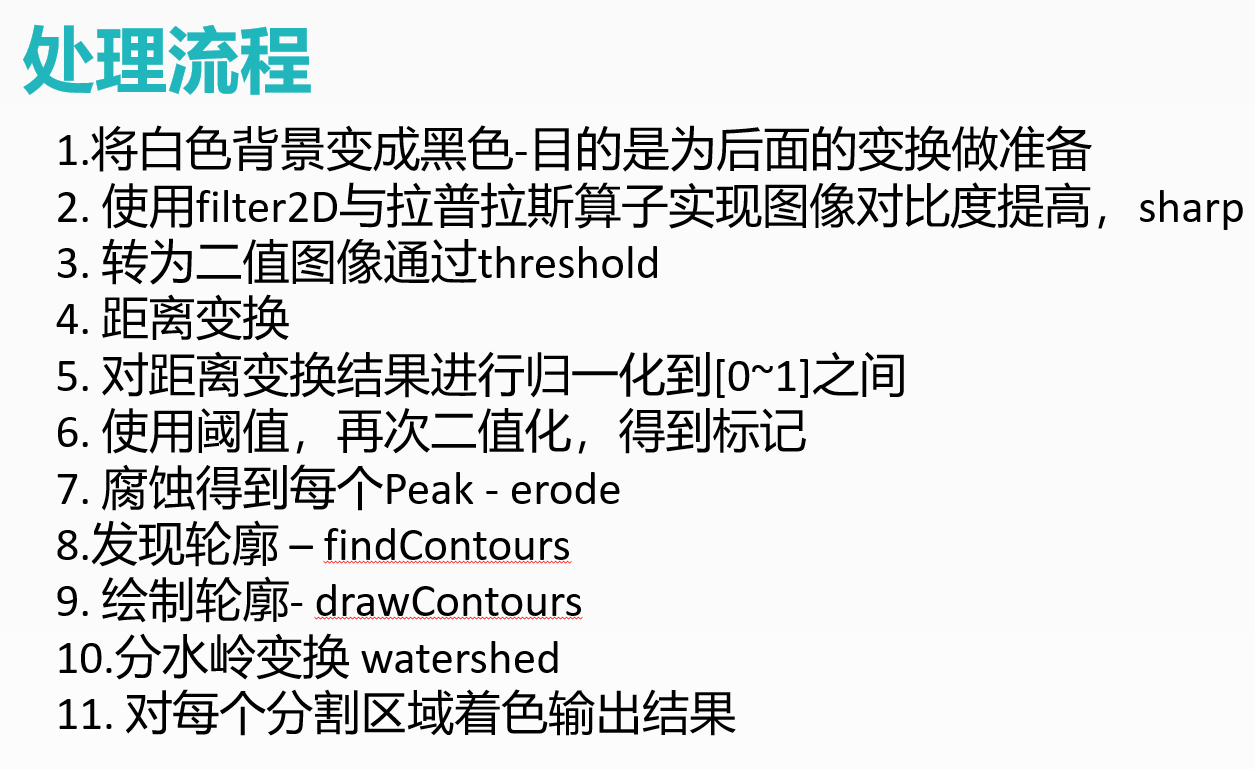 处理流程
1.将白色背景变成黑色-目的是为后面的变换做准备
2. 使用filter2D与拉普拉斯算子实现图像对比度提高，sharp
3. 转为二值图像通过threshold
4. 距离变换
5. 对距离变换结果进行归一化到[0~1]之间
6. 使用阈值，再次二值化，得到标记
7. 腐蚀得到每个Peak - erode
8.发现轮廓 – findContours
9. 绘制轮廓- drawContours
10.分水岭变换 watershed
11. 对每个分割区域着色输出结果